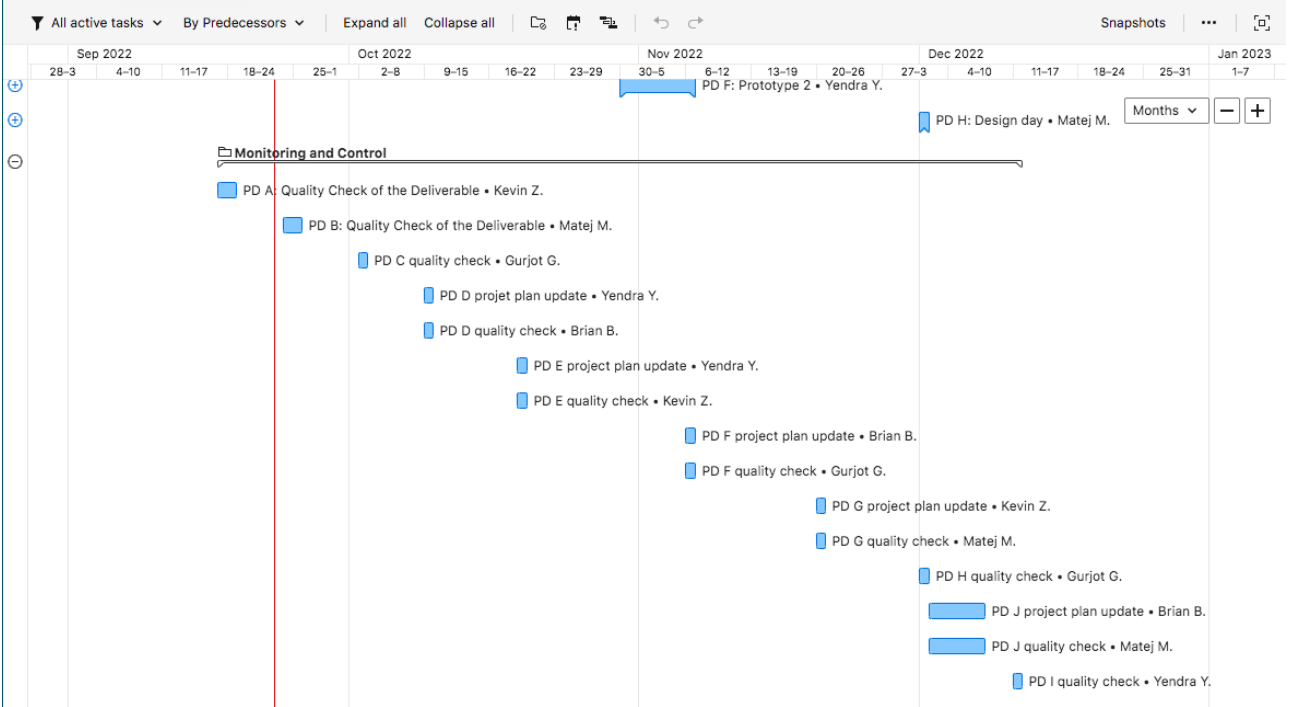 All active tasks By Predecessors Expand all Collapse all Snapshots
Sep 2022 Oct 2022 Nov 2022 Dec 2022 Jan 2023
28–3 4–10 11–17 18–24 25–1 2–8 9–15 16–22 23–29 30–5 6–12 13–19 20–26 27–3 4–10 11–17 18–24 25–31 1–7
PD F: Prototype 2 • Yendra Y.
Months
PD H: Design day • Matej M.
Monitoring and Control
PD A: Quality Check of the Deliverable • Kevin Z.
PD B: Quality Check of the Deliverable • Matej M.
PD C quality check • Gurjot G.
PD D projet plan update • Yendra Y.
PD D quality check • Brian B.
PD E project plan update • Yendra Y.
PD E quality check • Kevin Z.
PD F project plan update • Brian B.
PD F quality check • Gurjot G.
PD G project plan update • Kevin Z.
PD G quality check • Matej M.
PD H quality check • Gurjot G.
PD J project plan update • Brian B.
PD J quality check • Matej M.
PD I quality check • Yendra Y.